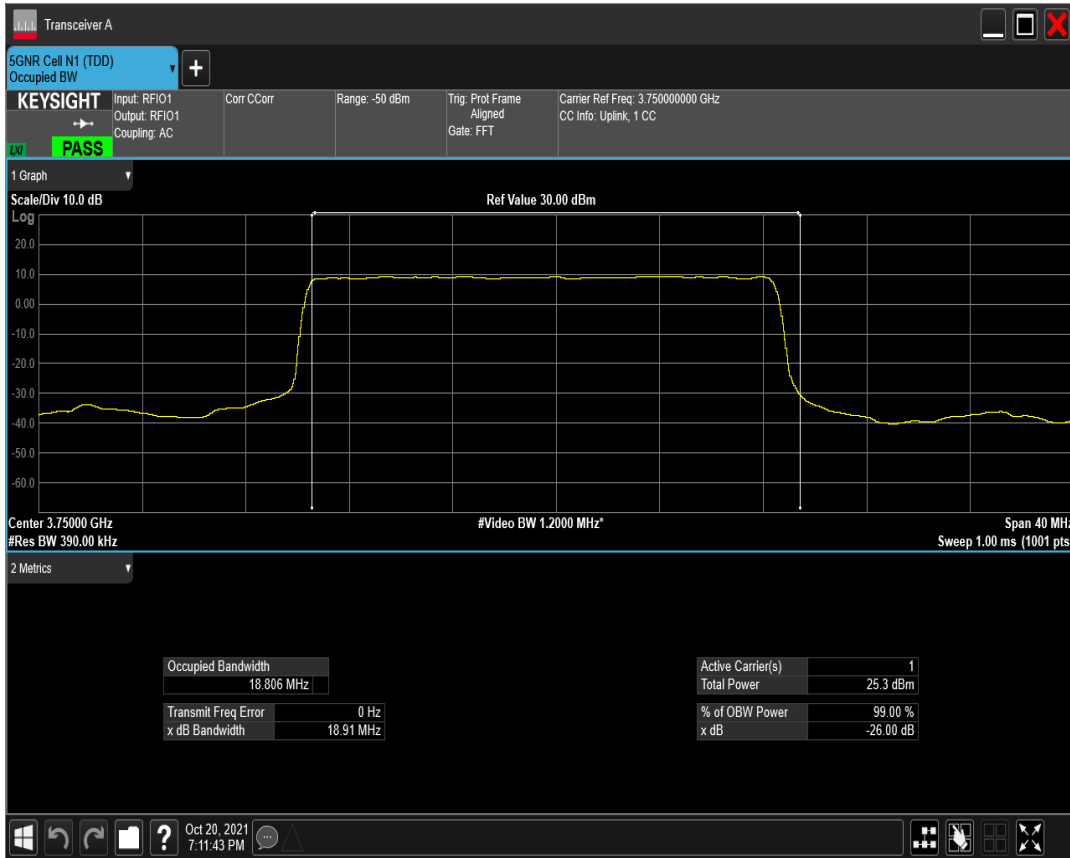 Transceiver A
5GNR Cell N1 (TDD)
Occupied BW
+
KEYSIGHT
LXI
PASS
Input: RFIO1
Output: RFIO1
Coupling: AC
Corr CCorr
Range: -50 dBm
Trig: Prot Frame
Aligned
Gate: FFT
Carrier Ref Freq: 3.750000000 GHz
CC Info: Uplink, 1 CC
1 Graph
Scale/Div 10.0 dB
Ref Value 30.00 dBm
Log
20.0
10.0
0.00
-10.0
-20.0
-30.0
-40.0
-50.0
-60.0
Center 3.75000 GHz
#Video BW 1.2000 MHz*
Span 40 MHz
#Res BW 390.00 kHz
Sweep 1.00 ms (1001 pts
2 Metrics
Occupied Bandwidth
18.806 MHz
Transmit Freq Error 0 Hz
x dB Bandwidth 18.91 MHz
Active Carrier(s) 1
Total Power 25.3 dBm
% of OBW Power 99.00 %
x dB -26.00 dB
?
Oct 20, 2021
7:11:43 PM